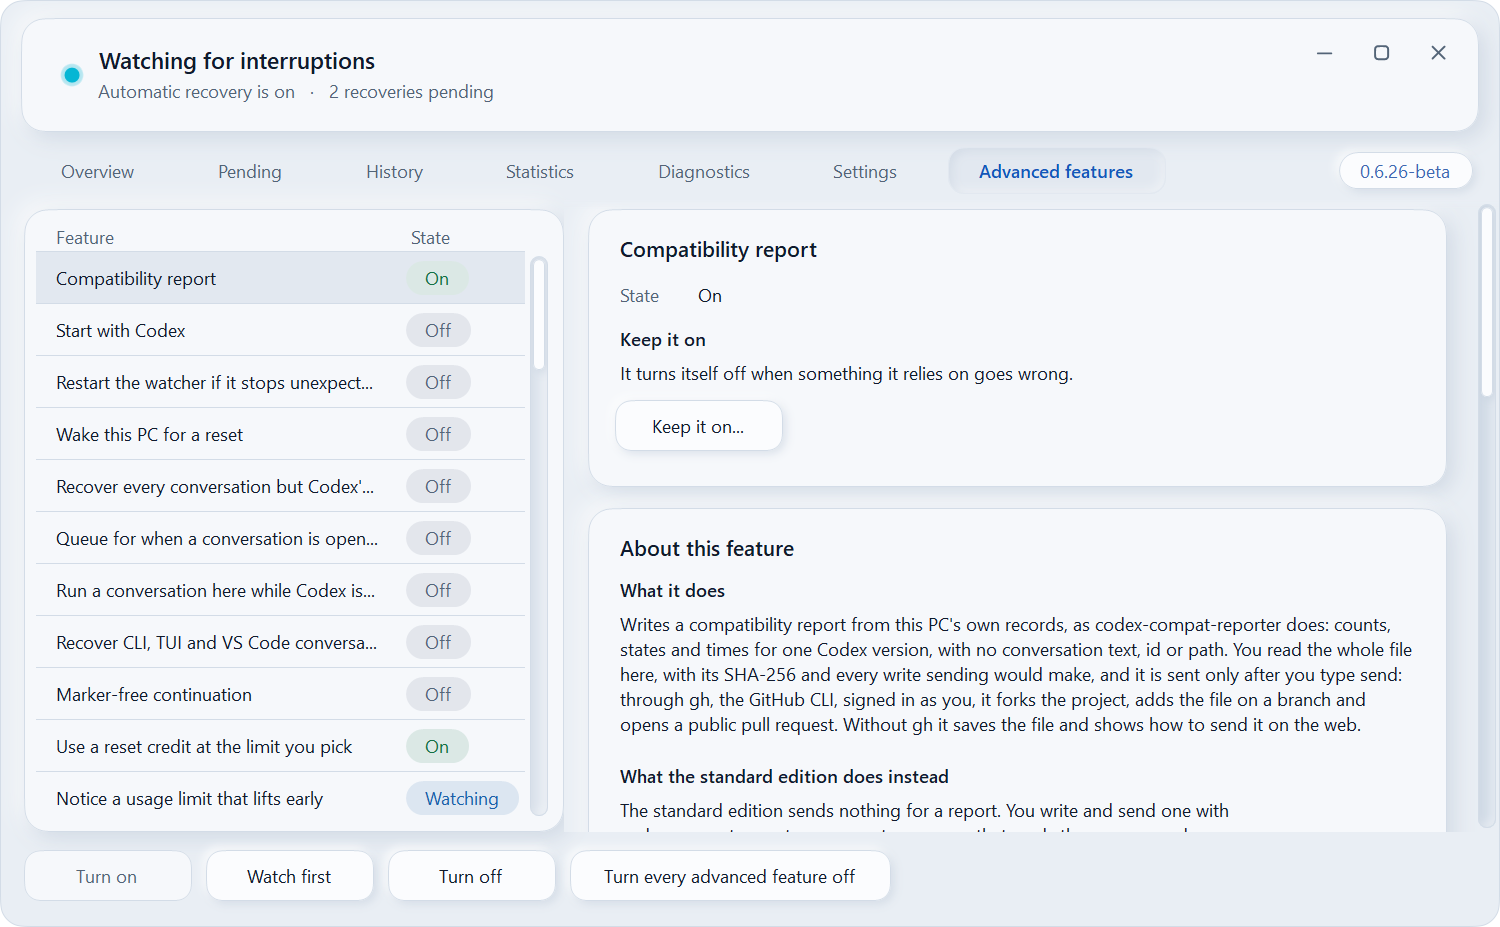 Watching for interruptions
Automatic recovery is on · 2 recoveries pending
Overview
Pending
History
Statistics
Diagnostics
Settings
Advanced features
0.6.26-beta
Feature State
Compatibility report On
Start with Codex Off
Restart the watcher if it stops unexpect... Off
Wake this PC for a reset Off
Recover every conversation but Codex'... Off
Queue for when a conversation is open... Off
Run a conversation here while Codex is... Off
Recover CLI, TUI and VS Code conversa... Off
Marker-free continuation Off
Use a reset credit at the limit you pick On
Notice a usage limit that lifts early Watching
Compatibility report
State On
Keep it on
It turns itself off when something it relies on goes wrong.
Keep it on...
About this feature
What it does
Writes a compatibility report from this PC's own records, as codex-compat-reporter does: counts,
states and times for one Codex version, with no conversation text, id or path. You read the whole file
here, with its SHA-256 and every write sending would make, and it is sent only after you type send:
through gh, the GitHub CLI, signed in as you, it forks the project, adds the file on a branch and
opens a public pull request. Without gh it saves the file and shows how to send it on the web.
What the standard edition does instead
The standard edition sends nothing for a report. You write and send one with
Turn on
Watch first
Turn off
Turn every advanced feature off